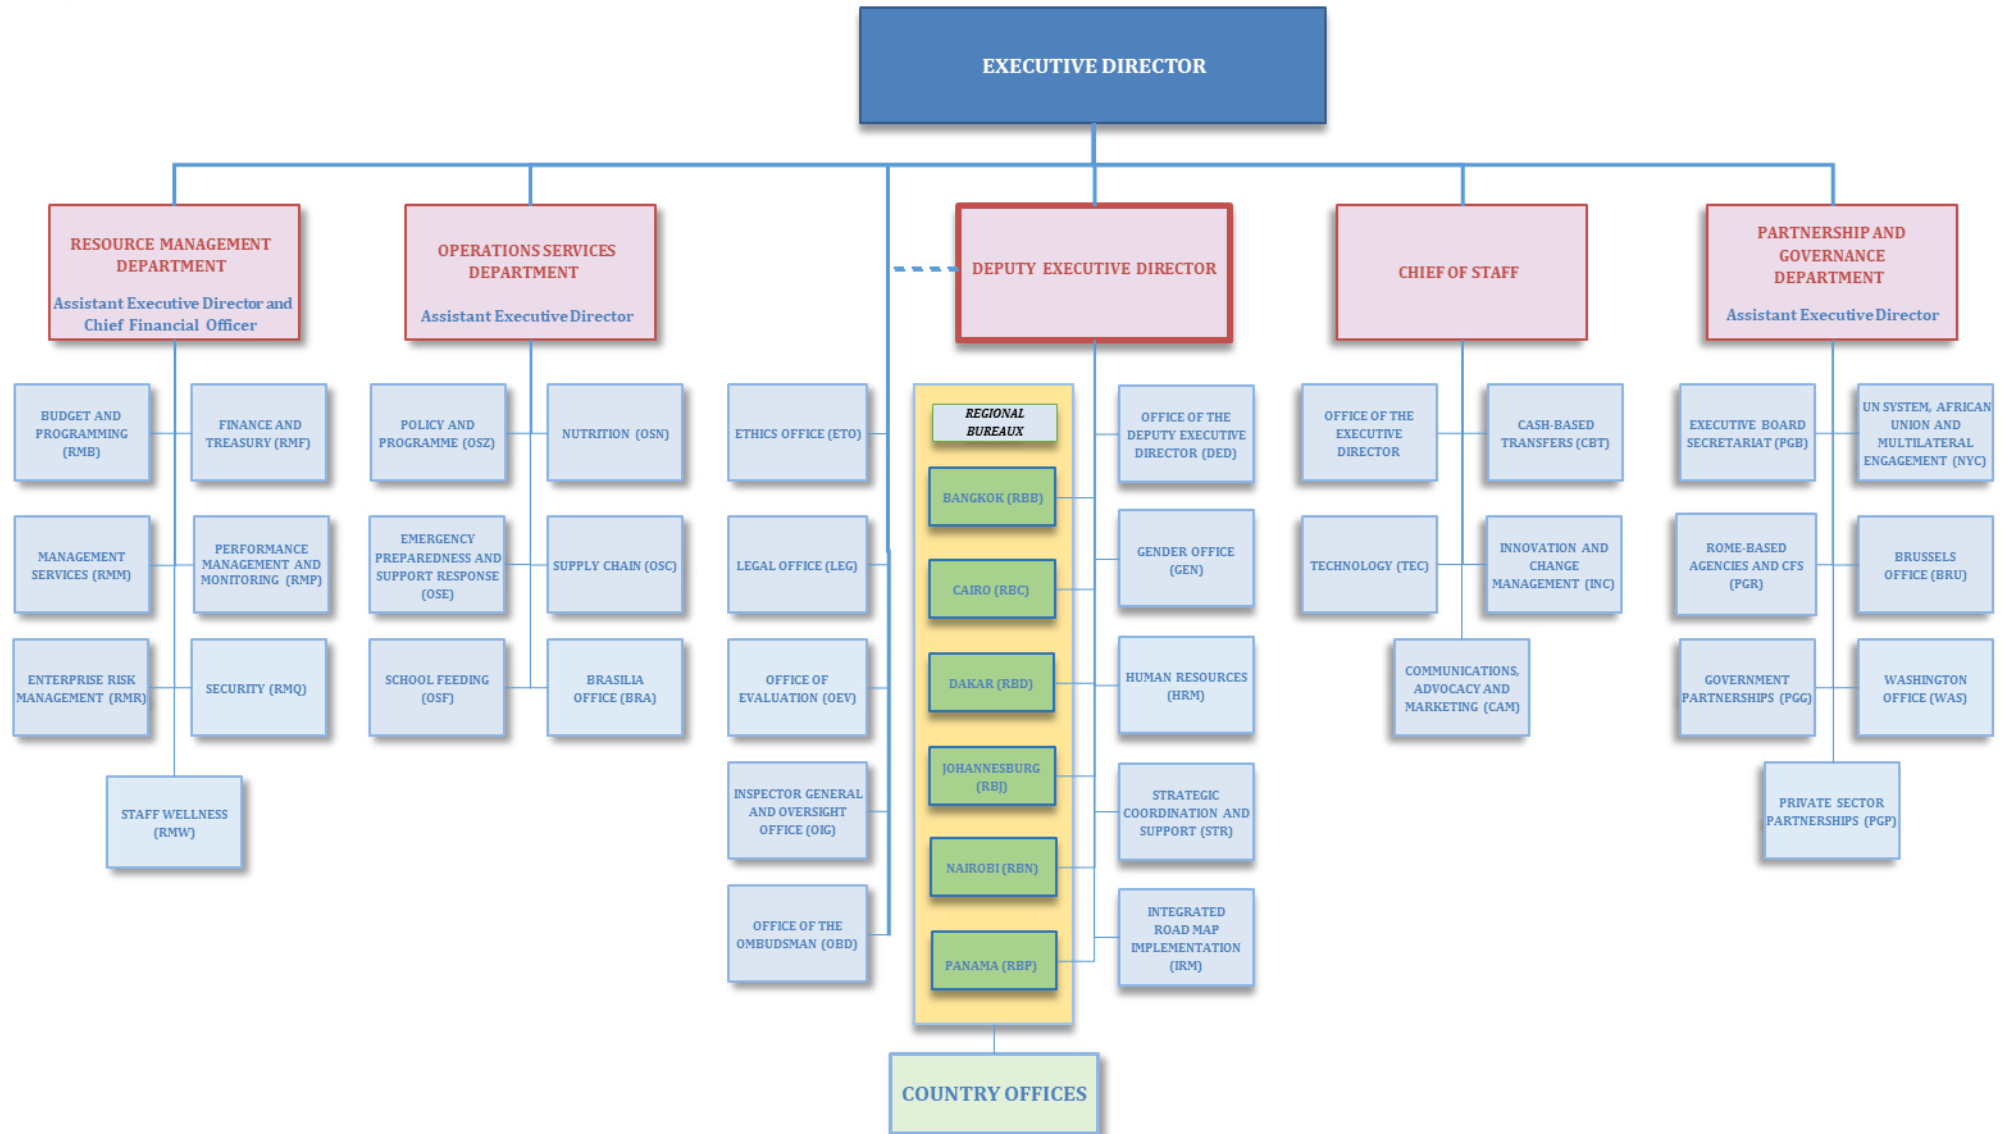 EXECUTIVE DIRECTOR
RESOURCE MANAGEMENT
DEPARTMENT
Assistant Executive Director and
Chief Financial Officer
OPERATIONS SERVICES
DEPARTMENT
Assistant Executive Director
DEPUTY EXECUTIVE DIRECTOR
CHIEF OF STAFF
PARTNERSHIP AND
GOVERNANCE
DEPARTMENT
Assistant Executive Director
BUDGET AND
PROGRAMMING
(RMB)
FINANCE AND
TREASURY (RMF)
MANAGEMENT
SERVICES (RMM)
PERFORMANCE
MANAGEMENT AND
MONITORING (RMP)
ENTERPRISE RISK
MANAGEMENT (RMR)
SECURITY (RMQ)
STAFF WELLNESS
(RMW)
POLICY AND
PROGRAMME (OSZ)
NUTRITION (OSN)
EMERGENCY
PREPAREDNESS AND
SUPPORT RESPONSE
(OSE)
SUPPLY CHAIN (OSC)
SCHOOL FEEDING
(OSF)
BRASILIA
OFFICE (BRA)
ETHICS OFFICE (ETO)
LEGAL OFFICE (LEG)
OFFICE OF
EVALUATION (OEV)
INSPECTOR GENERAL
AND OVERSIGHT
OFFICE (OIG)
OFFICE OF THE
OMBUDSMAN (OBD)
REGIONAL
BUREAUX
BANGKOK (RBB)
CAIRO (RBC)
DAKAR (RBD)
JOHANNESBURG
(RBJ)
NAIROBI (RBN)
PANAMA (RBP)
COUNTRY OFFICES
OFFICE OF THE
DEPUTY EXECUTIVE
DIRECTOR (DED)
GENDER OFFICE
(GEN)
HUMAN RESOURCES
(HRM)
STRATEGIC
COORDINATION AND
SUPPORT (STR)
INTEGRATED
ROAD MAP
IMPLEMENTATION
(IRM)
OFFICE OF THE
EXECUTIVE
DIRECTOR
CASH-BASED
TRANSFERS (CBT)
TECHNOLOGY (TEC)
INNOVATION AND
CHANGE
MANAGEMENT (INC)
COMMUNICATIONS,
ADVOCACY AND
MARKETING (CAM)
EXECUTIVE BOARD
SECRETARIAT (PGB)
UN SYSTEM, AFRICAN
UNION AND
MULTILATERAL
ENGAGEMENT (NYC)
ROME-BASED
AGENCIES AND CFS
(PGR)
BRUSSELS
OFFICE (BRU)
GOVERNMENT
PARTNERSHIPS (PGG)
WASHINGTON
OFFICE (WAS)
PRIVATE SECTOR
PARTNERSHIPS (PGP)